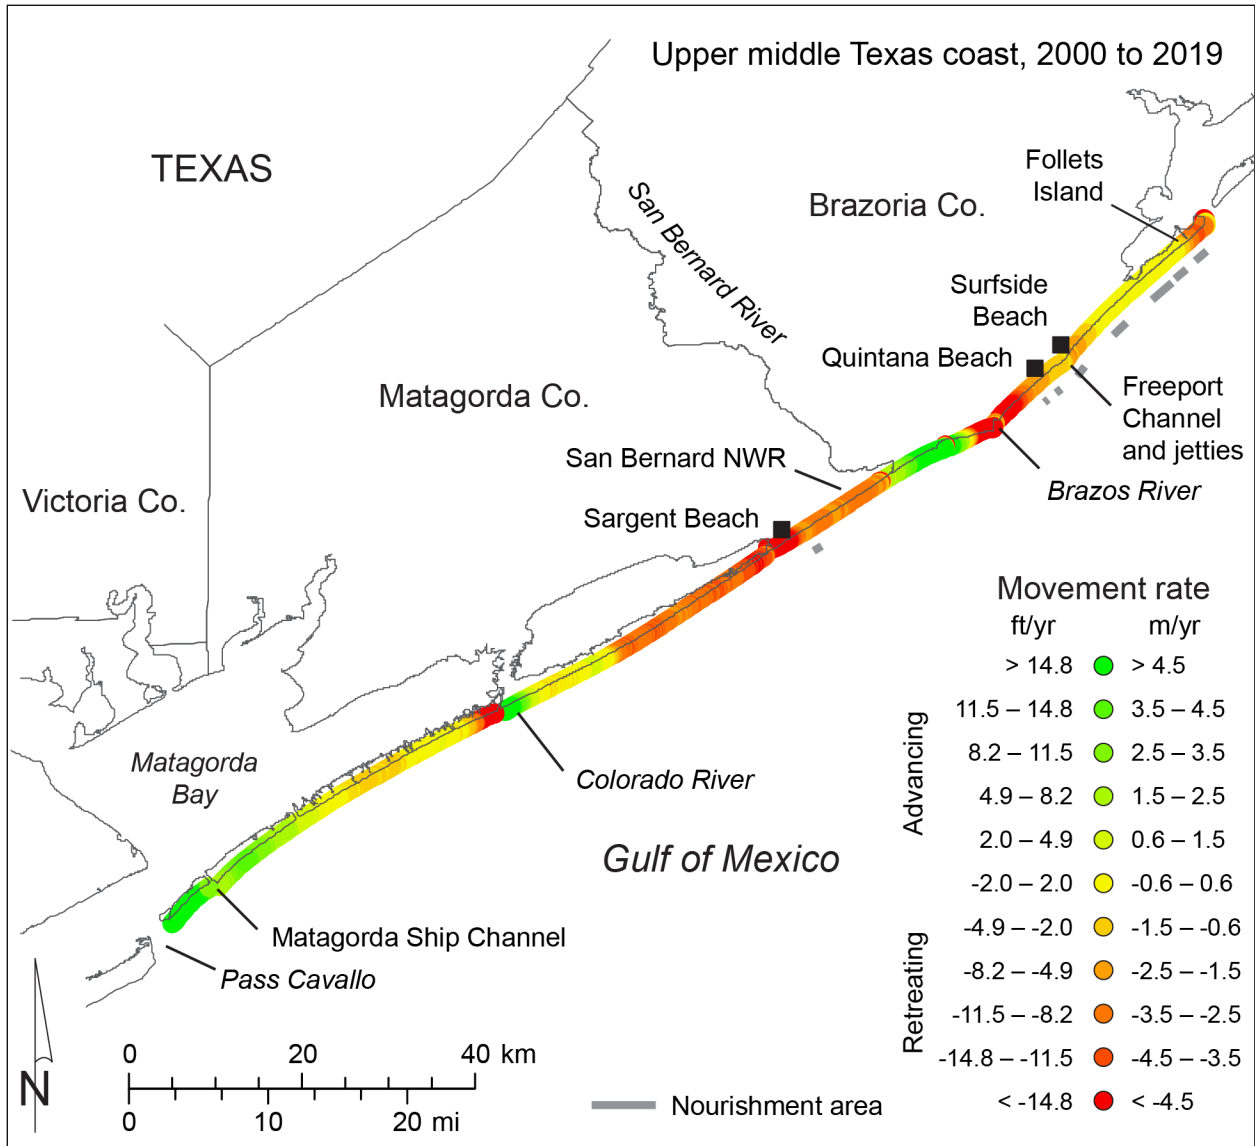 Upper middle Texas coast, 2000 to 2019
TEXAS
Follets
Island
Brazoria Co.
San Bernard River
Surfside
Beach
Quintana Beach
Matagorda Co.
Freeport
Channel
and jetties
San Bernard NWR
Brazos River
Victoria Co.
Sargent Beach
Matagorda
Bay
Colorado River
Gulf of Mexico
Matagorda Ship Channel
Pass Cavallo
Movement rate
ft/yr m/yr
Advancing
> 14.8 > 4.5
11.5 – 14.8 3.5 – 4.5
8.2 – 11.5 2.5 – 3.5
4.9 – 8.2 1.5 – 2.5
2.0 – 4.9 0.6 – 1.5
-2.0 – 2.0 -0.6 – 0.6
Retreating
-4.9 – -2.0 -1.5 – -0.6
-8.2 – -4.9 -2.5 – -1.5
-11.5 – -8.2 -3.5 – -2.5
-14.8 – -11.5 -4.5 – -3.5
< -14.8 < -4.5
N
0 20 40 km
0 10 20 mi
Nourishment area